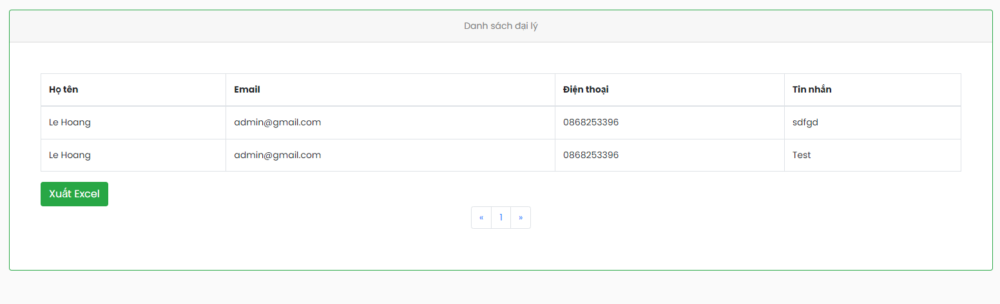 Danh sách đại lý
Họ tên Email Điện thoại Tin nhắn
Le Hoang admin@gmail.com 0868253396 sdfgd
Le Hoang admin@gmail.com 0868253396 Test
Xuất Excel
« 1 »